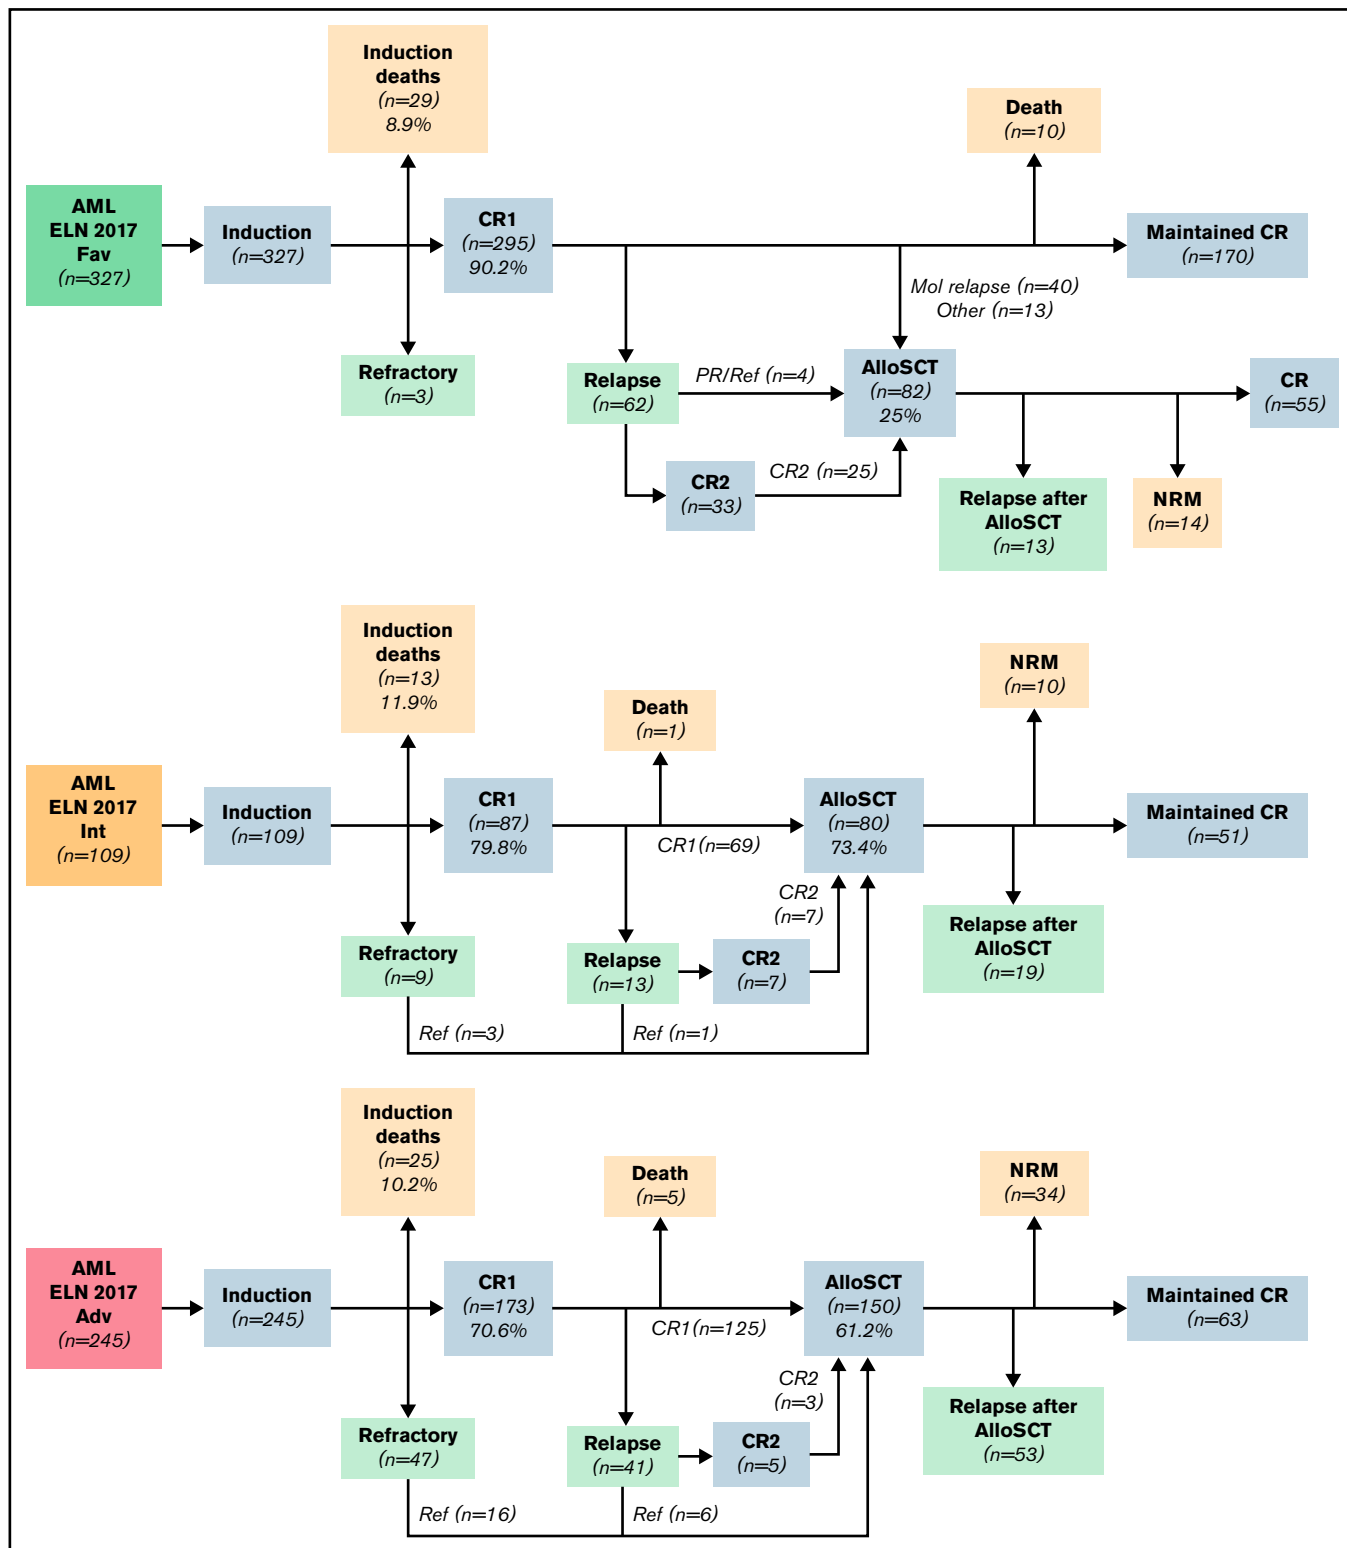 Induction
deaths
(n=29)
8.9%
Death
(n=10)
AML
ELN 2017
Fav
(n=327)
Induction
(n=327)
CR1
(n=295)
90.2%
Maintained CR
(n=170)
Mol relapse (n=40)
Other (n=13)
Refractory
(n=3)
Relapse
(n=62)
PR/Ref (n=4)
AlloSCT
(n=82)
25%
CR
(n=55)
CR2
(n=33)
CR2 (n=25)
Relapse after
AlloSCT
(n=13)
NRM
(n=14)
Induction
deaths
(n=13)
11.9%
Death
(n=1)
NRM
(n=10)
AML
ELN 2017
Int
(n=109)
Induction
(n=109)
CR1
(n=87)
79.8%
CR1(n=69)
AlloSCT
(n=80)
73.4%
Maintained CR
(n=51)
CR2
(n=7)
Refractory
(n=9)
Relapse
(n=13)
CR2
(n=7)
Relapse after
AlloSCT
(n=19)
Ref (n=3)
Ref (n=1)
Induction
deaths
(n=25)
10.2%
Death
(n=5)
NRM
(n=34)
AML
ELN 2017
Adv
(n=245)
Induction
(n=245)
CR1
(n=173)
70.6%
CR1(n=125)
AlloSCT
(n=150)
61.2%
Maintained CR
(n=63)
CR2
(n=3)
Refractory
(n=47)
Relapse
(n=41)
CR2
(n=5)
Relapse after
AlloSCT
(n=53)
Ref (n=16)
Ref (n=6)